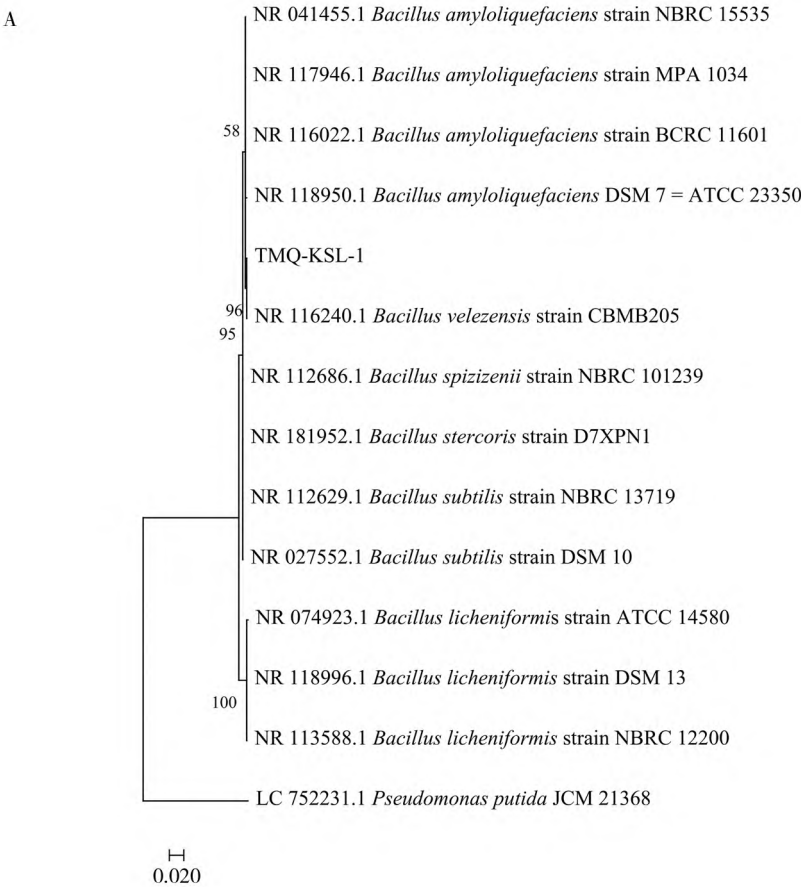 A
NR 041455.1 Bacillus amyloliquefaciens strain NBRC 15535
NR 117946.1 Bacillus amyloliquefaciens strain MPA 1034
58
NR 116022.1 Bacillus amyloliquefaciens strain BCRC 11601
NR 118950.1 Bacillus amyloliquefaciens DSM 7 = ATCC 23350
TMQ-KSL-1
96
NR 116240.1 Bacillus velezensis strain CBMB205
95
NR 112686.1 Bacillus spizizenii strain NBRC 101239
NR 181952.1 Bacillus stercoris strain D7XPN1
NR 112629.1 Bacillus subtilis strain NBRC 13719
NR 027552.1 Bacillus subtilis strain DSM 10
NR 074923.1 Bacillus licheniformis strain ATCC 14580
NR 118996.1 Bacillus licheniformis strain DSM 13
100
NR 113588.1 Bacillus licheniformis strain NBRC 12200
LC 752231.1 Pseudomonas putida JCM 21368
0.020